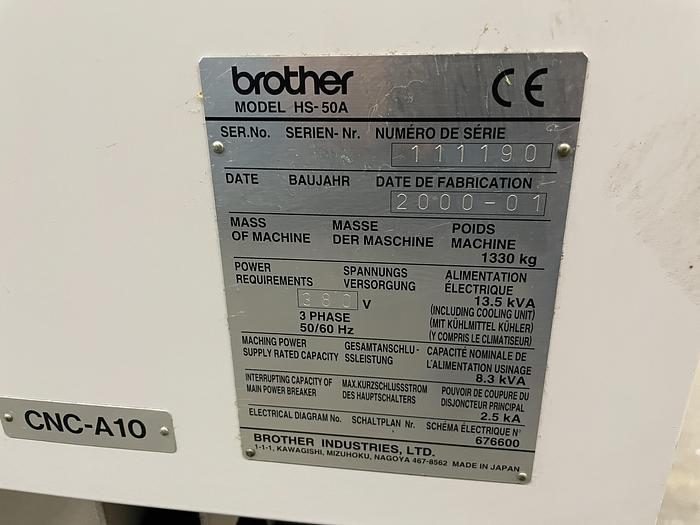 brother
CE
MODEL HS-50A
SER.No. SERIEN-Nr. NUMÉRO DE SÉRIE
111190
DATE BAUJAHR DATE DE FABRICATION
2000-01
MASS OF MACHINE
MASSE DER MASCHINE
POIDS MACHINE
1330 kg
POWER REQUIREMENTS
SPANNUNGS VERSORGUNG
ALIMENTATION ÉLECTRIQUE
380 V
3 PHASE
50/60 Hz
13.5 kVA
(INCLUDING COOLING UNIT)
(MIT KÜHLMITTEL KÜHLER)
(Y COMPRIS LE CLIMATISEUR)
MACHING POWER SUPPLY RATED CAPACITY
GESAMTANSCHLU-SSLEISTUNG
CAPACITÉ NOMINALE DE L'ALIMENTATION USINAGE
8.3 kVA
INTERRUPTING CAPACITY OF MAIN POWER BREAKER
MAX.KURZSCHLUSSSTROM DES HAUPTSCHALTERS
POUVOIR DE COUPURE DU DISJONCTEUR PRINCIPAL
2.5 kA
ELECTRICAL DIAGRAM No. SCHALTPLAN Nr. SCHÉMA ÉLECTRIQUE N°
676600
BROTHER INDUSTRIES, LTD.
1-1-1, KAWAGISHI, MIZUHOKU, NAGOYA 467-8562 MADE IN JAPAN
CNC-A10